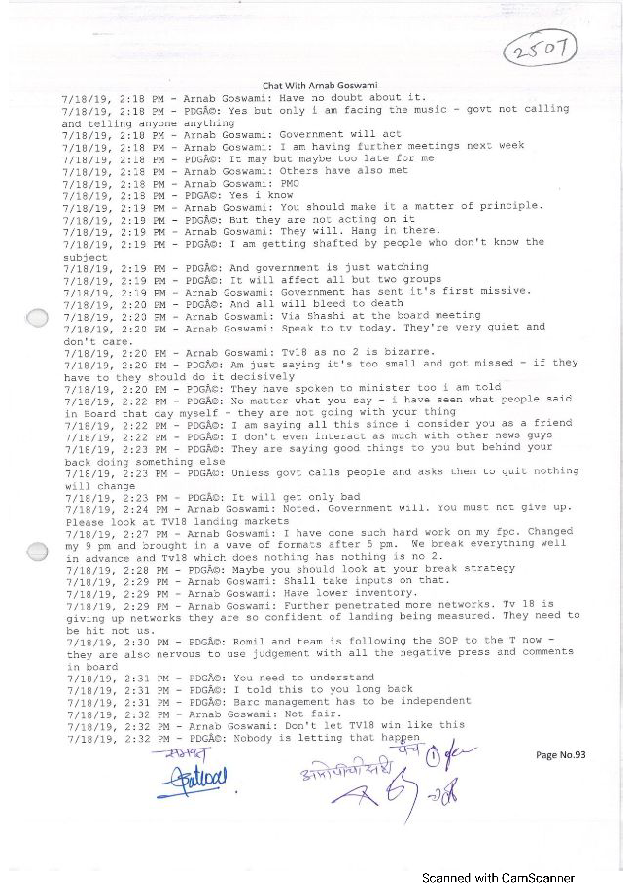 2507
Chat With Arnab Goswami
7/18/19, 2:18 PM - Arnab Goswami: Have no doubt about it.
7/18/19, 2:18 PM - PDGÂ©: Yes but only i am facing the music - govt not calling
and telling anyone anything
7/18/19, 2:18 PM - Arnab Goswami: Government will act
7/18/19, 2:18 PM - Arnab Goswami: I am having further meetings next week
7/18/19, 2:18 PM - PDGÂ©: It may but maybe too late for me
7/18/19, 2:18 PM - Arnab Goswami: Others have also met
7/18/19, 2:18 PM - Arnab Goswami: PMO
7/18/19, 2:18 PM - PDGÂ©: Yes i know
7/18/19, 2:19 PM - Arnab Goswami: You should make it a matter of principle.
7/18/19, 2:19 PM - PDGÂ©: But they are not acting on it
7/18/19, 2:19 PM - Arnab Goswami: They will. Hang in there.
7/18/19, 2:19 PM - PDGÂ©: I am getting shafted by people who don't know the
subject
7/18/19, 2:19 PM - PDGÂ©: And government is just watching
7/18/19, 2:19 PM - PDGÂ©: It will affect all but two groups
7/18/19, 2:19 PM - Arnab Goswami: Government has sent it's first missive.
7/18/19, 2:20 PM - PDGÂ©: And all will bleed to death
7/18/19, 2:20 PM - Arnab Goswami: Via Shashi at the board meeting
7/18/19, 2:20 PM - Arnab Goswami: Speak to tv today. They're very quiet and
don't care.
7/18/19, 2:20 PM - Arnab Goswami: Tv18 as no 2 is bizarre.
7/18/19, 2:20 PM - PDGÂ©: Am just saying it's too small and got missed - if they
have to they should do it decisively
7/18/19, 2:20 PM - PDGÂ©: They have spoken to minister too i am told
7/18/19, 2:22 PM - PDGÂ©: No matter what you say - i have seen what people said
in Board that day myself - they are not going with your thing
7/18/19, 2:22 PM - PDGÂ©: I am saying all this since i consider you as a friend
7/18/19, 2:22 PM - PDGÂ©: I don't even interact as much with other news guys
7/18/19, 2:23 PM - PDGÂ©: They are saying good things to you but behind your
back doing something else
7/18/19, 2:23 PM - PDGÂ©: Unless govt calls people and asks them to quit nothing
will change
7/18/19, 2:23 PM - PDGÂ©: It will get only bad
7/18/19, 2:24 PM - Arnab Goswami: Noted. Government will. You must not give up.
Please look at TV18 landing markets
7/18/19, 2:27 PM - Arnab Goswami: I have done such hard work on my fpc. Changed
my 9 pm and brought in a wave of formats after 5 pm. We break everything well
in advance and Tv18 which does nothing has nothing is no 2.
7/18/19, 2:28 PM - PDGÂ©: Maybe you should look at your break strategy
7/18/19, 2:29 PM - Arnab Goswami: Shall take inputs on that.
7/18/19, 2:29 PM - Arnab Goswami: Have lower inventory.
7/18/19, 2:29 PM - Arnab Goswami: Further penetrated more networks. Tv 18 is
giving up networks they are so confident of landing being measured. They need to
be hit not us.
7/18/19, 2:30 PM - PDGÂ©: Romil and team is following the SOP to the T now -
they are also nervous to use judgement with all the negative press and comments
in board
7/18/19, 2:31 PM - PDGÂ©: You need to understand
7/18/19, 2:31 PM - PDGÂ©: I told this to you long back
7/18/19, 2:31 PM - PDGÂ©: Barc management has to be independent
7/18/19, 2:32 PM - Arnab Goswami: Not fair.
7/18/19, 2:32 PM - Arnab Goswami: Don't let TV18 win like this
7/18/19, 2:32 PM - PDGÂ©: Nobody is letting that happen
समक्ष
पंच
1
Page No.93
Scanned with CamScanner